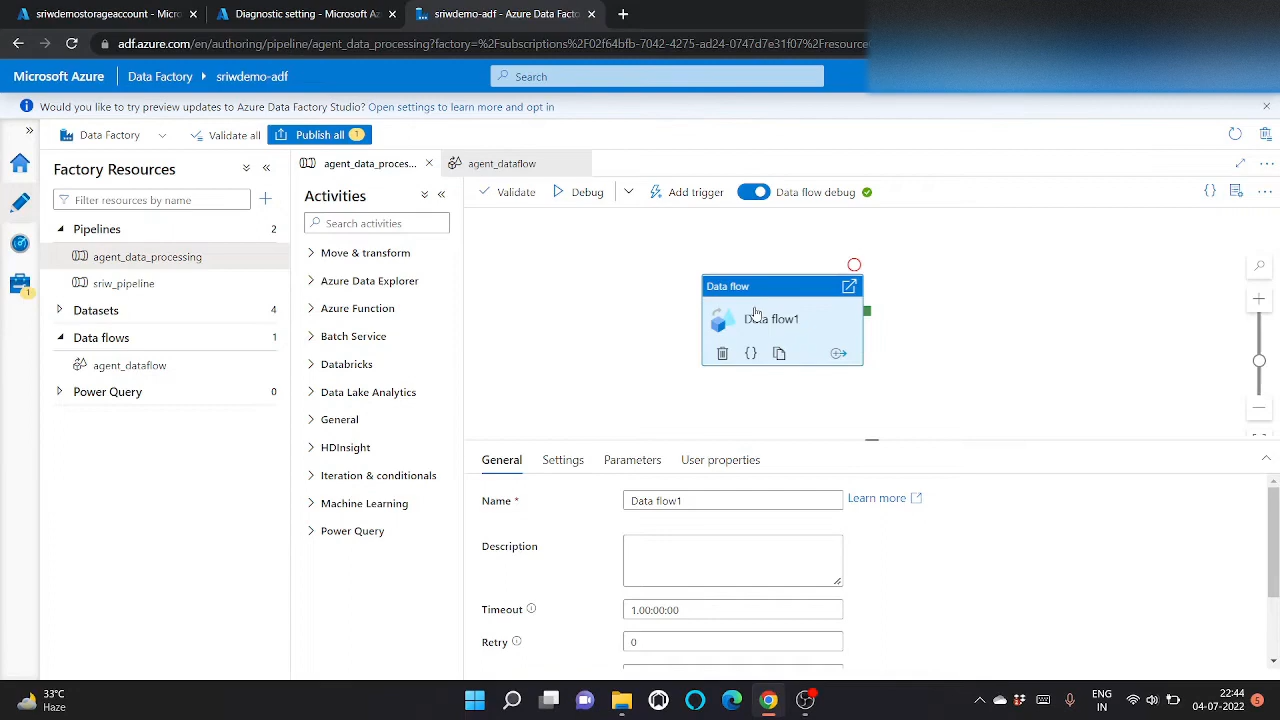 sriwdemostorageaccount - Micros
Diagnostic setting - Microsoft Az
sriwdemo-adf - Azure Data Factor
adf.azure.com/en/authoring/pipeline/agent_data_processing?factory=%2Fsubscriptions%2F02f64bfb-7042-4275-ad24-0747d7e31f07%2Fresource
Microsoft Azure
Data Factory
sriwdemo-adf
Search
Would you like to try preview updates to Azure Data Factory Studio? Open settings to learn more and opt in
Data Factory
Validate all
Publish all
1
Factory Resources
Filter resources by name
Pipelines
2
agent_data_processing
sriw_pipeline
Datasets
4
Data flows
1
agent_dataflow
Power Query
0
1
agent_data_proces...
agent_dataflow
Activities
Search activities
Move & transform
Azure Data Explorer
Azure Function
Batch Service
Databricks
Data Lake Analytics
General
HDInsight
Iteration & conditionals
Machine Learning
Power Query
Validate
Debug
Add trigger
Data flow debug
Data flow
Data flow1
General
Settings
Parameters
User properties
Name *
Data flow1
Learn more
Description
Timeout
1.00:00:00
Retry
0
33°C
Haze
ENG
IN
22:44
04-07-2022
5